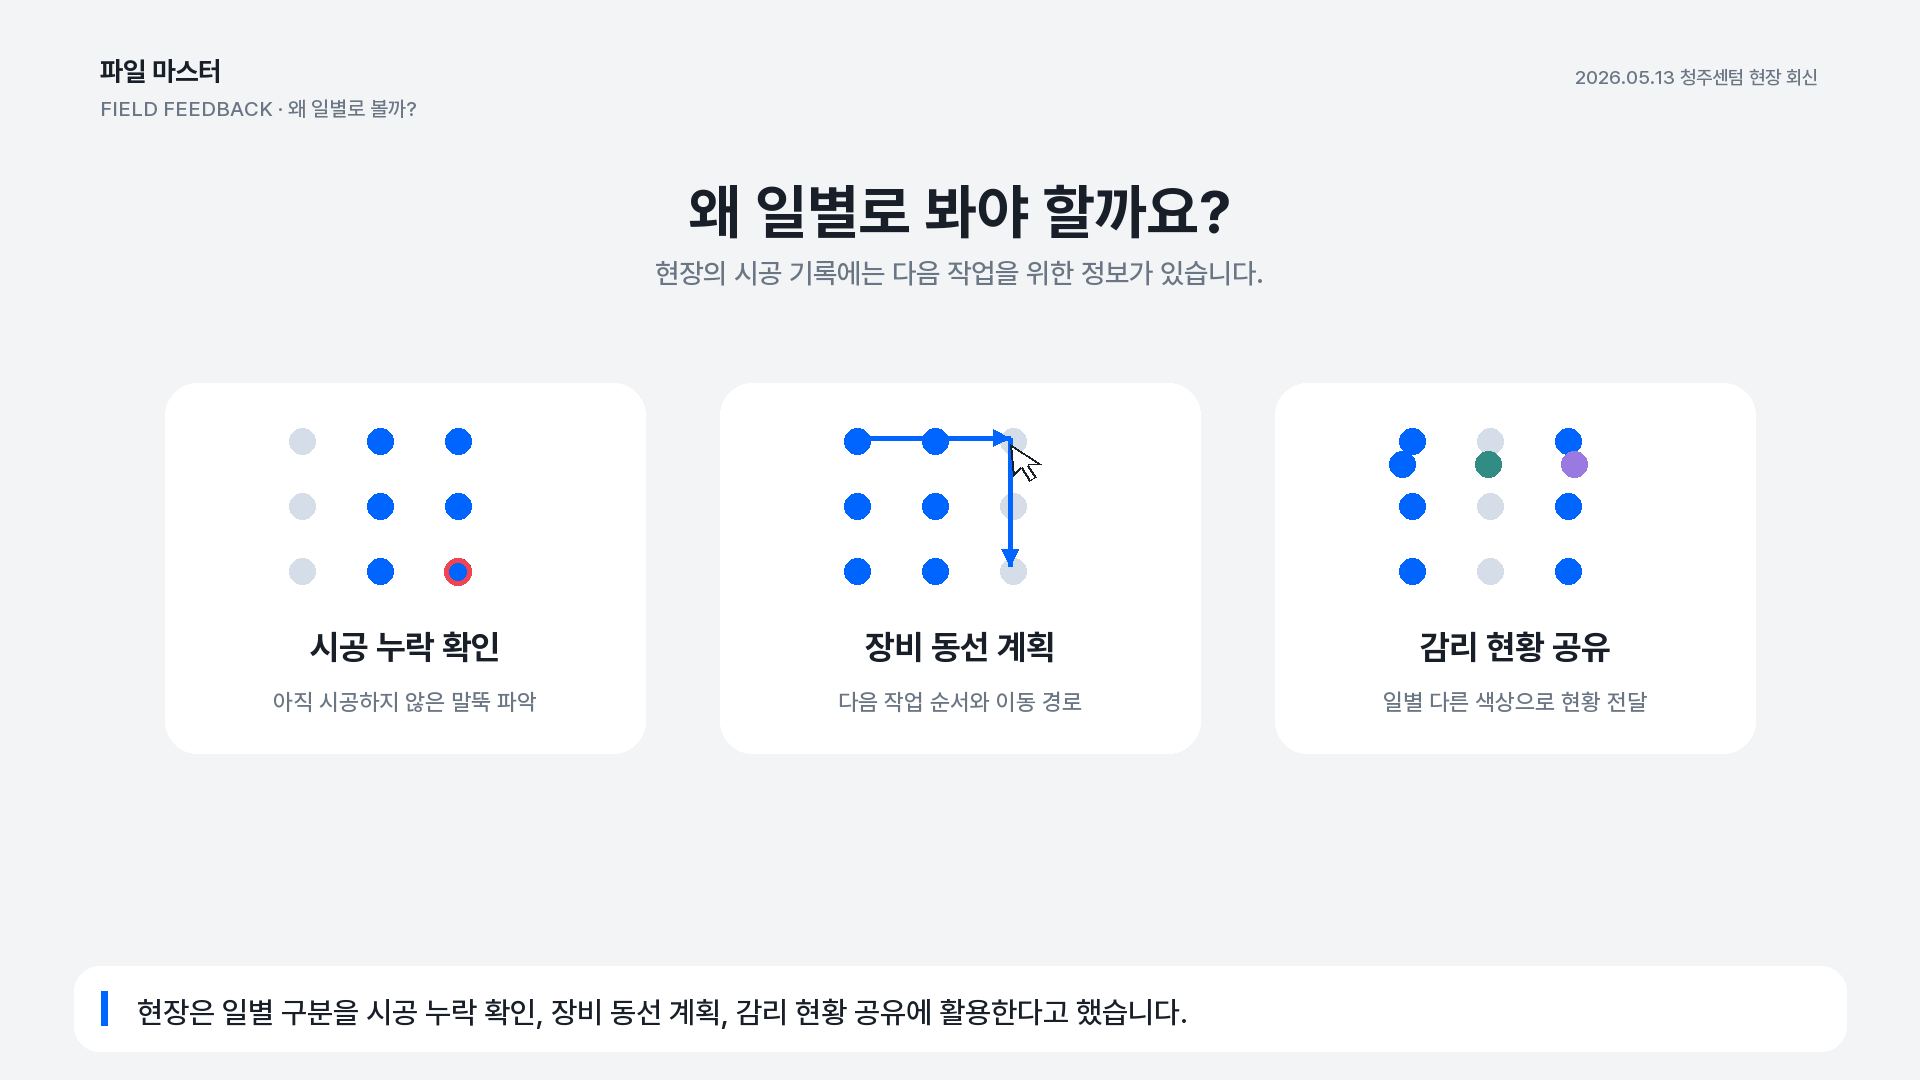 파일 마스터
FIELD FEEDBACK · 왜 일별로 볼까?
2026.05.13 청주센텀 현장 회신
왜 일별로 봐야 할까요?
현장의 시공 기록에는 다음 작업을 위한 정보가 있습니다.
시공 누락 확인
아직 시공하지 않은 말뚝 파악
장비 동선 계획
다음 작업 순서와 이동 경로
감리 현황 공유
일별 다른 색상으로 현황 전달
현장은 일별 구분을 시공 누락 확인, 장비 동선 계획, 감리 현황 공유에 활용한다고 했습니다.